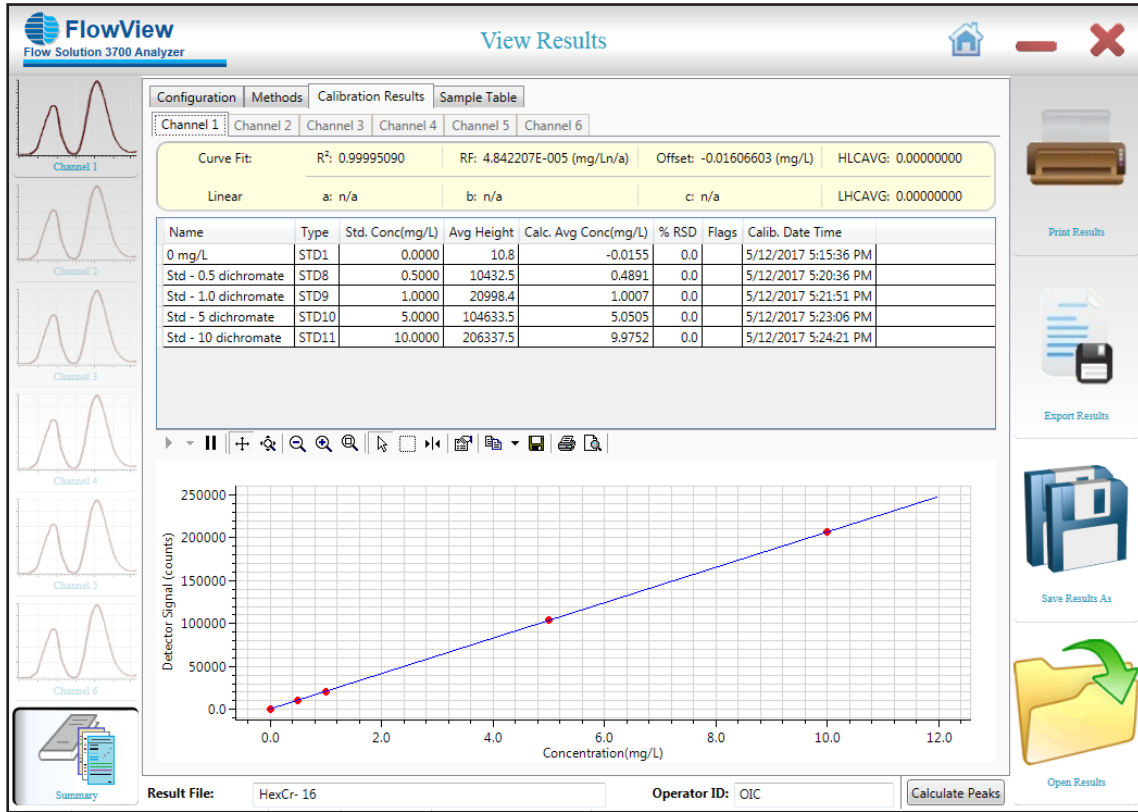 FlowView
Flow Solution 3700 Analyzer
View Results
Channel 1
Channel 2
Channel 3
Channel 4
Channel 5
Channel 6
Summary
Configuration Methods Calibration Results Sample Table
Channel 1 Channel 2 Channel 3 Channel 4 Channel 5 Channel 6
Curve Fit: R²: 0.99995090 RF: 4.842207E-005 (mg/Ln/a) Offset: -0.01606603 (mg/L) HLCAVG: 0.00000000
Linear a: n/a b: n/a c: n/a LHCAVG: 0.00000000
Name Type Std. Conc(mg/L) Avg Height Calc. Avg Conc(mg/L) % RSD Flags Calib. Date Time
0 mg/L STD1 0.0000 10.8 -0.0155 0.0 5/12/2017 5:15:36 PM
Std - 0.5 dichromate STD8 0.5000 10432.5 0.4891 0.0 5/12/2017 5:20:36 PM
Std - 1.0 dichromate STD9 1.0000 20998.4 1.0007 0.0 5/12/2017 5:21:51 PM
Std - 5 dichromate STD10 5.0000 104633.5 5.0505 0.0 5/12/2017 5:23:06 PM
Std - 10 dichromate STD11 10.0000 206337.5 9.9752 0.0 5/12/2017 5:24:21 PM
Detector Signal (counts)
250000
200000
150000
100000
50000
0.0
0.0 2.0 4.0 6.0 8.0 10.0 12.0
Concentration(mg/L)
Result File: HexCr- 16 Operator ID: OIC Calculate Peaks
Print Results
Export Results
Save Results As
Open Results